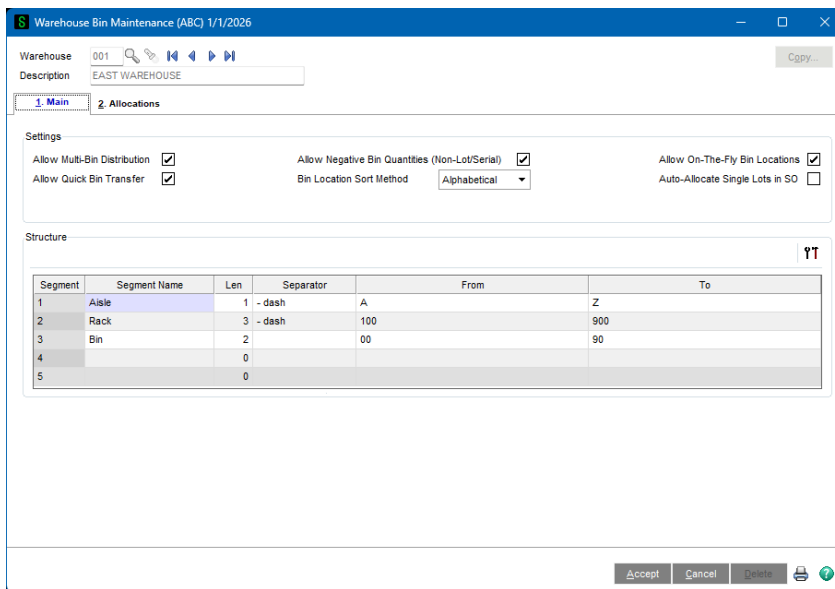 S Warehouse Bin Maintenance (ABC) 1/1/2026
Warehouse 001
Copy...
Description EAST WAREHOUSE
1. Main 2. Allocations
Settings
Allow Multi-Bin Distribution Allow Negative Bin Quantities (Non-Lot/Serial) Allow On-The-Fly Bin Locations
Allow Quick Bin Transfer Bin Location Sort Method Alphabetical Auto-Allocate Single Lots in SO
Structure
Segment Segment Name Len Separator From To
1 Aisle 1 - dash A Z
2 Rack 3 - dash 100 900
3 Bin 2 00 90
4 0
5 0
Accept Cancel Delete ?